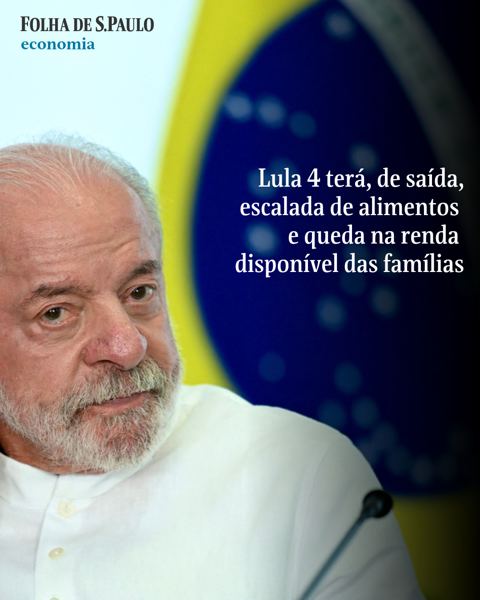 FOLHA DE S.PAULO
economia
Lula 4 terá, de saída,
escalada de alimentos
e queda na renda
disponível das famílias